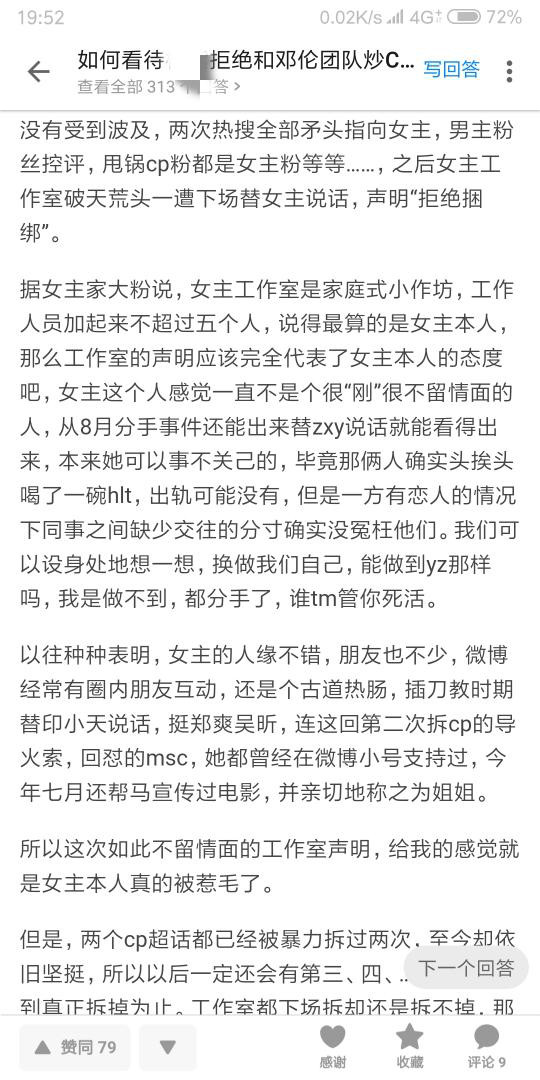 19:52
0.02K/s 4G+ 72%
如何看待 拒绝和邓伦团队炒C...
写回答
查看全部 313 答 >
没有受到波及，两次热搜全部矛头指向女主，男主粉
丝控评，甩锅cp粉都是女主粉等等……，之后女主工
作室破天荒头一遭下场替女主说话，声明“拒绝捆
绑”。
据女主家大粉说，女主工作室是家庭式小作坊，工作
人员加起来不超过五个人，说得最算的是女主本人，
那么工作室的声明应该完全代表了女主本人的态度
吧，女主这个人感觉一直不是个很“刚”很不留情面的
人，从8月分手事件还能出来替zxy说话就能看得出
来，本来她可以事不关己的，毕竟那俩人确实头挨头
喝了一碗hlt，出轨可能没有，但是一方有恋人的情况
下同事之间缺少交往的分寸确实没冤枉他们。我们可
以设身处地想一想，换做我们自己，能做到yz那样
吗，我是做不到，都分手了，谁tm管你死活。
以往种种表明，女主的人缘不错，朋友也不少，微博
经常有圈内朋友互动，还是个古道热肠，插刀教时期
替印小天说话，挺郑爽吴昕，连这回第二次拆cp的导
火索，回怼的msc，她都曾经在微博小号支持过，今
年七月还帮马宣传过电影，并亲切地称之为姐姐。
所以这次如此不留情面的工作室声明，给我的感觉就
是女主本人真的被惹毛了。
但是，两个cp超话都已经被暴力拆过两次，至今却依
旧坚挺，所以以后一定还会有第三、四、..
下一个回答
到真正拆掉为止。工作室都下场拆却还是拆不掉，那
赞同 79
感谢
收藏
评论 9